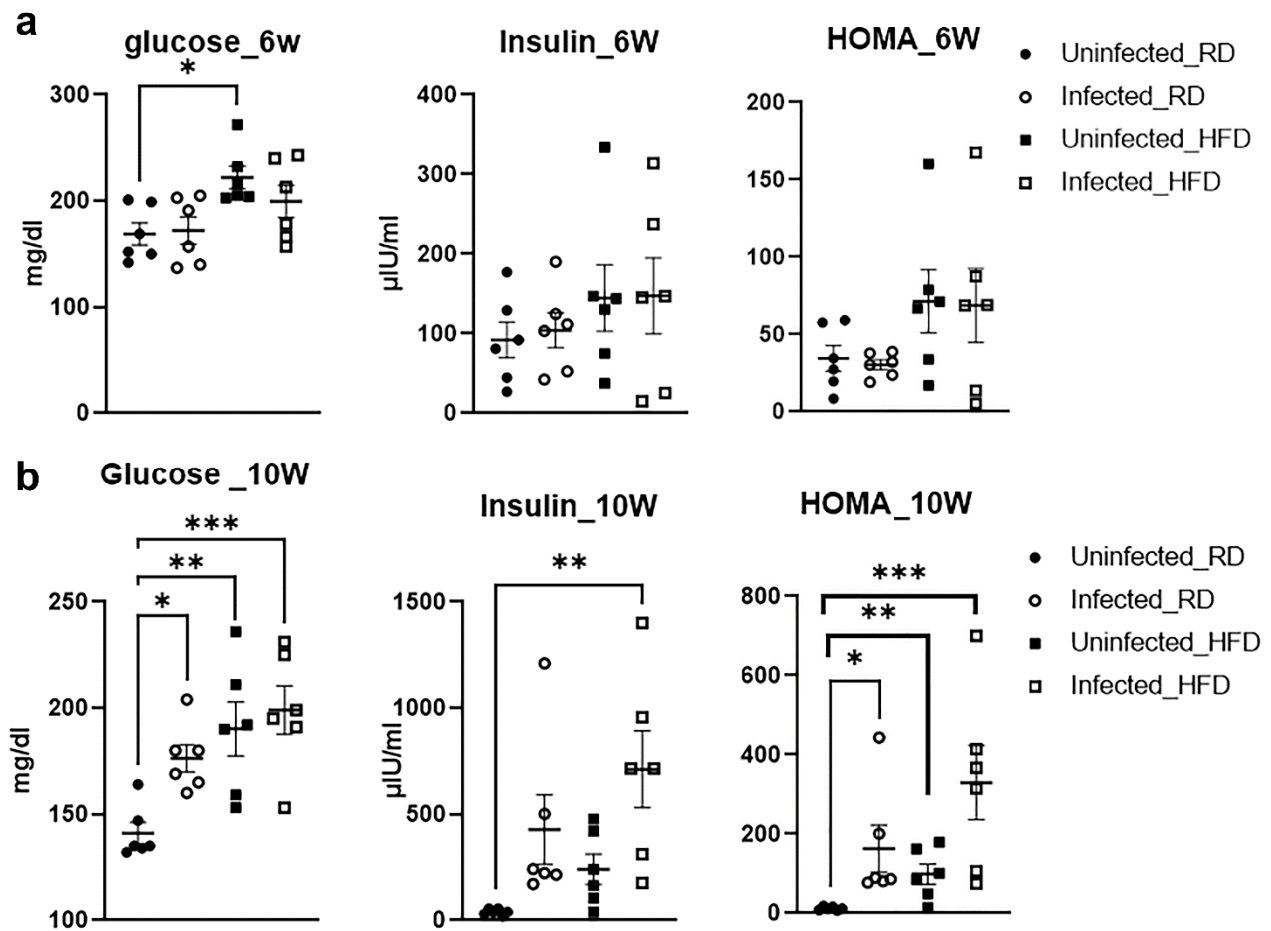 a
glucose_6w
Insulin_6W
HOMA_6W
*
300
200
100
0
mg/dl
400
300
200
100
0
µIU/ml
200
150
100
50
0
Uninfected_RD
Infected_RD
Uninfected_HFD
Infected_HFD
b
Glucose _10W
Insulin_10W
HOMA_10W
***
**
*
250
200
150
100
mg/dl
**
1500
1000
500
0
µIU/ml
***
**
*
800
600
400
200
0
Uninfected_RD
Infected_RD
Uninfected_HFD
Infected_HFD